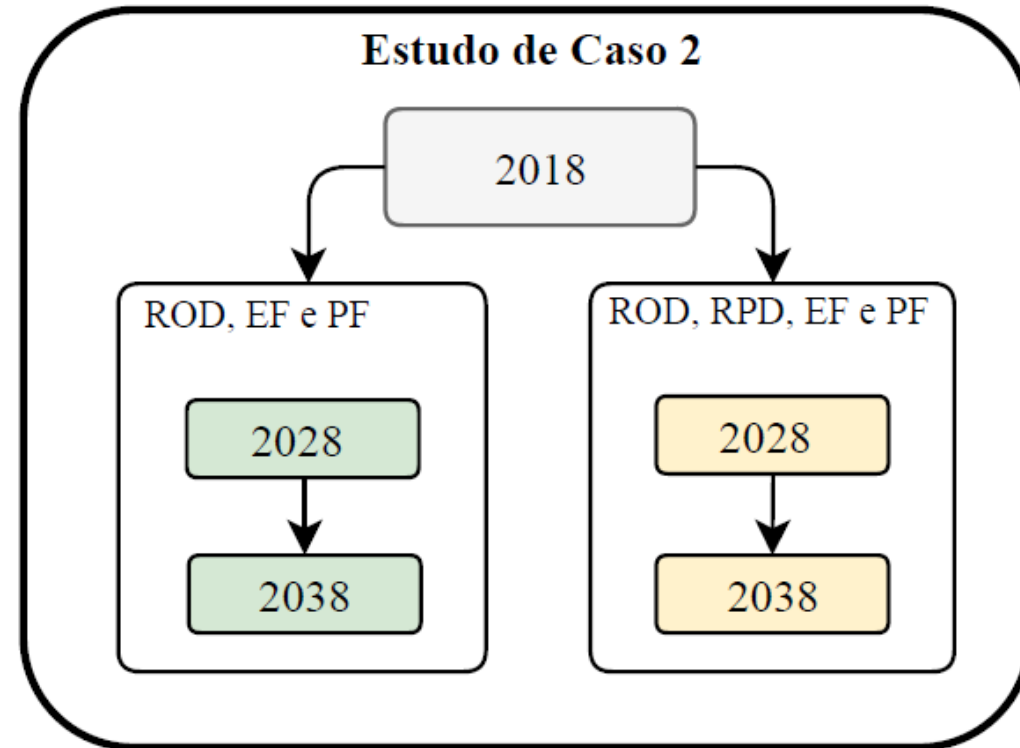 Estudo de Caso 2
2018
ROD, EF e PF
2028
2038
ROD, RPD, EF e PF
2028
2038